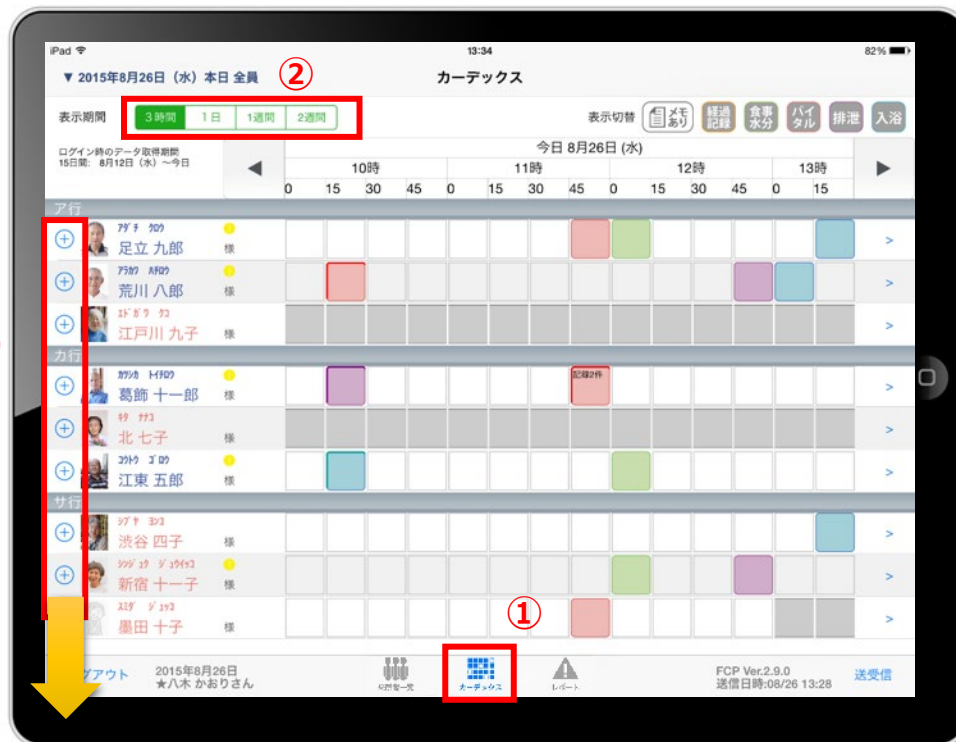 iPad 13:34 82%
▼ 2015年8月26日（水）本日 全員 ② カーデックス
表示期間 3時間 1日 1週間 2週間 表示切替 メモあり 経過記録 食事水分 バイタル 排泄 入浴
ログイン時のデータ取得期間
15日間: 8月12日（水）～今日
今日 8月26日 (水)
10時 11時 12時 13時
0 15 30 45 0 15 30 45 0 15 30 45 0 15
ア行
ｱﾀﾞﾁ ｸﾛｳ
足立 九郎 様
ｱﾗｶﾜ ﾊﾁﾛｳ
荒川 八郎 様
ｴﾄﾞｶﾞﾜ ｸｺ
江戸川 九子 様
カ行
ｶﾂｼｶ ﾄｲﾁﾛｳ
葛飾 十一郎 様
記録2件
ｷﾀ ﾅﾅｺ
北 七子 様
ｺｳﾄｳ ｺﾞﾛｳ
江東 五郎 様
サ行
ｼﾌﾞﾔ ﾖﾝｺ
渋谷 四子 様
ｼﾝｼﾞｭｸ ｼﾞｭｳｲﾁｺ
新宿 十一子 様
ｽﾐﾀﾞ ｼﾞｭｯｺ
墨田 十子 様
①
グアウト 2015年8月26日 カーデックス レポート FCP Ver.2.9.0 送受信
★八木 かおりさん 送信日時:08/26 13:28